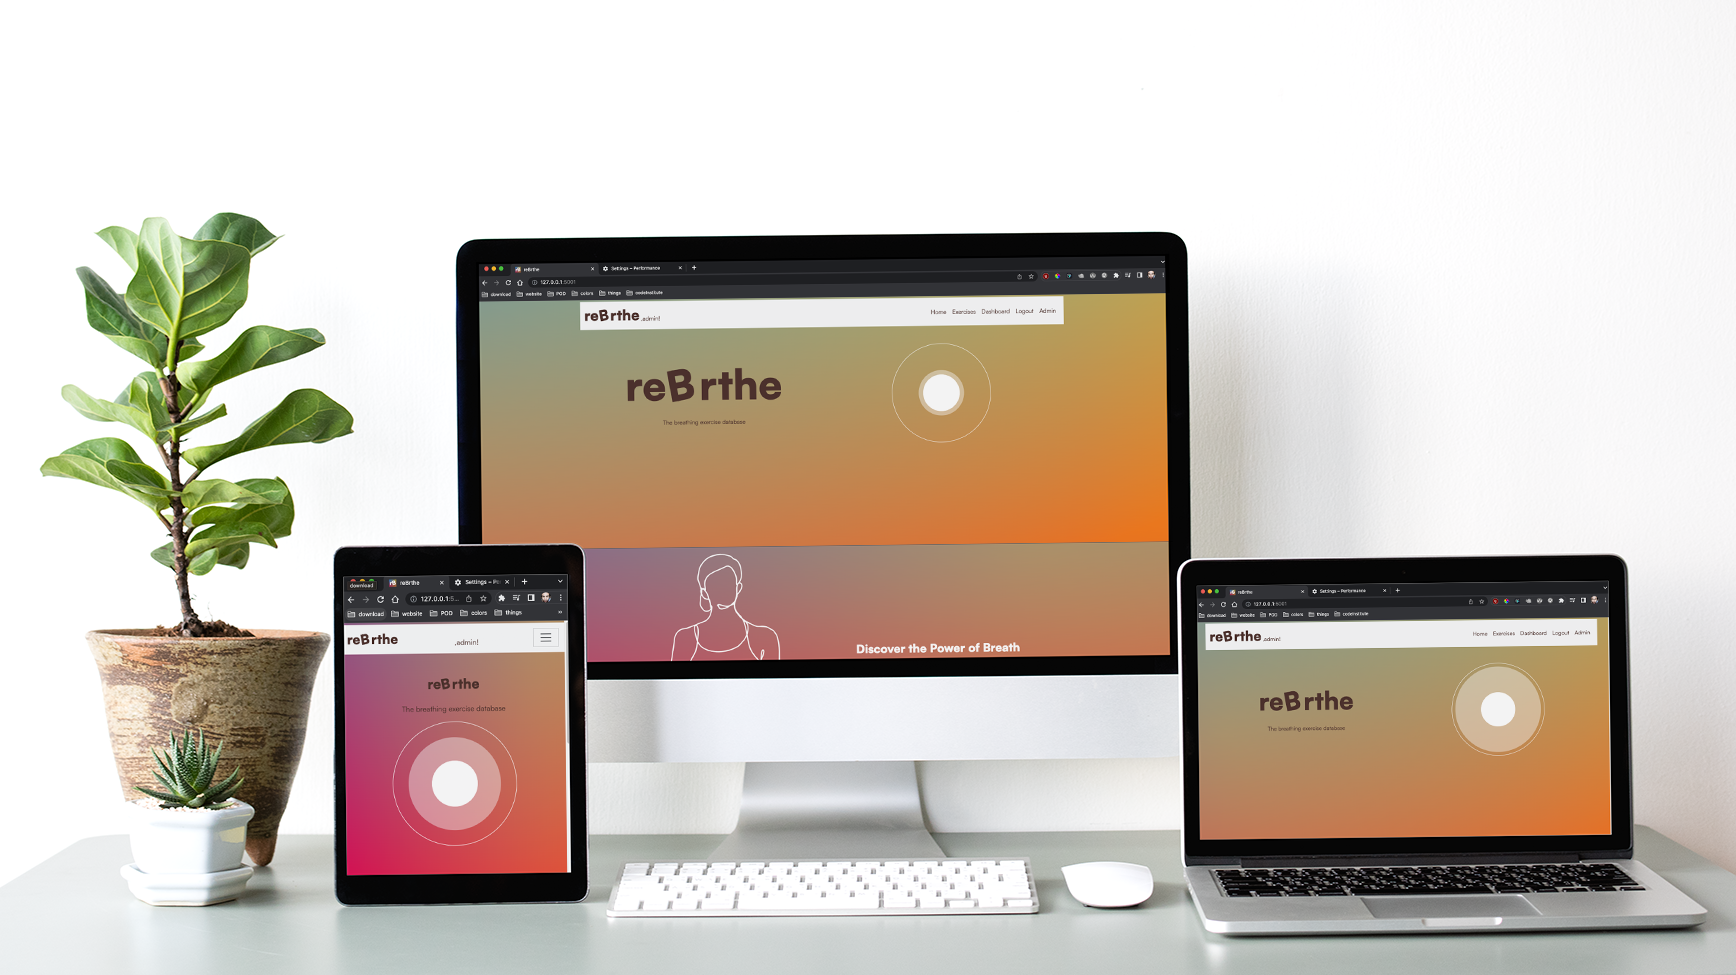 reBrthe
Settings – Performance
127.0.0.1:5001
download website POD colors things codeinstitute
reBrthe .admin!
Home Exercises Dashboard Logout Admin
reBrthe
The breathing exercise database
Discover the Power of Breath
download
reBrthe
Settings – Pe
127.0.0.1:5...
download website POD colors things
reBrthe .admin!
reBrthe
The breathing exercise database
reBrthe
Settings – Performance
127.0.0.1:5001
download website POD colors things codeinstitute
reBrthe .admin!
Home Exercises Dashboard Logout Admin
reBrthe
The breathing exercise database